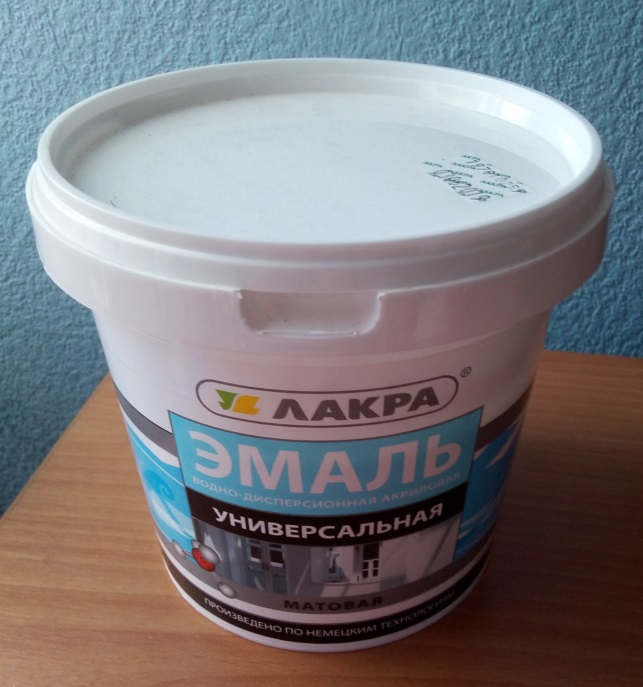 ЛАКРА ®
ЭМАЛЬ
ВОДНО-ДИСПЕРСИОННАЯ АКРИЛОВАЯ
УНИВЕРСАЛЬНАЯ
МАТОВАЯ
ПРОИЗВЕДЕНО ПО НЕМЕЦКИМ ТЕХНОЛОГИЯМ